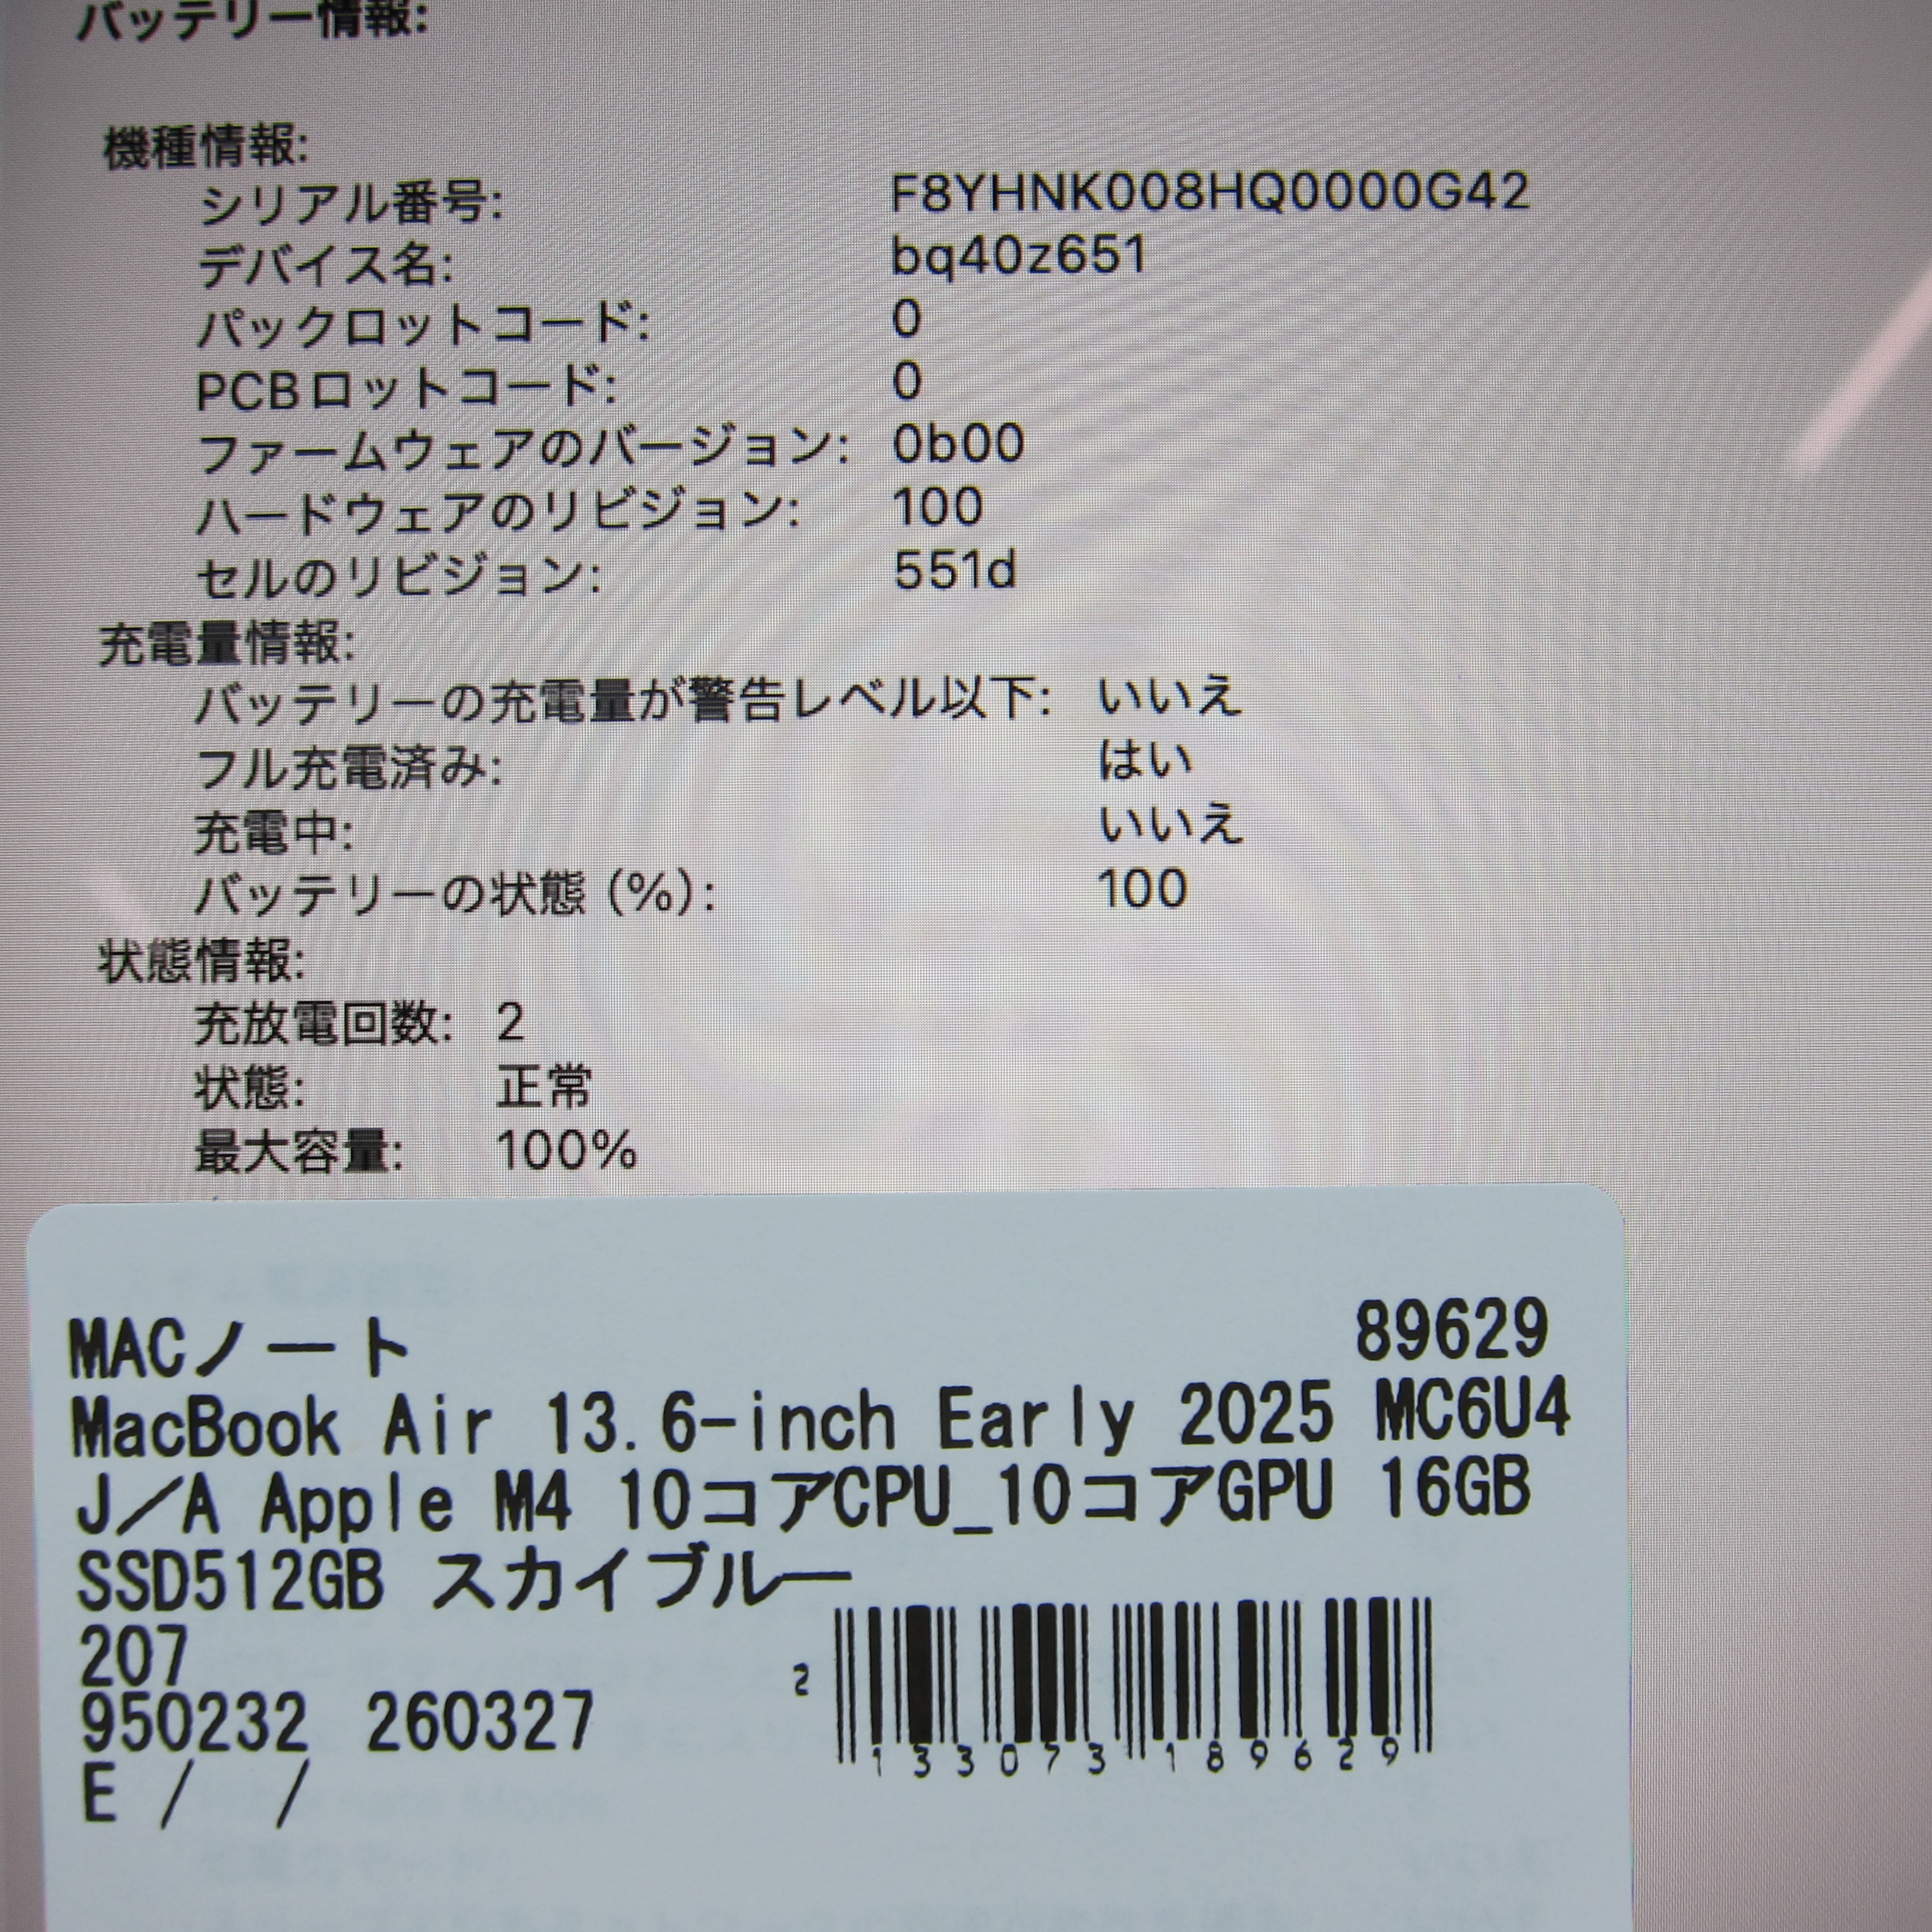 バッテリー情報:
機種情報:
シリアル番号: F8YHNK008HQ0000G42
デバイス名: bq40z651
パックロットコード: 0
PCBロットコード: 0
ファームウェアのバージョン: 0b00
ハードウェアのリビジョン: 100
セルのリビジョン: 551d
充電量情報:
バッテリーの充電量が警告レベル以下: いいえ
フル充電済み: はい
充電中: いいえ
バッテリーの状態 (%): 100
状態情報:
充放電回数: 2
状態: 正常
最大容量: 100%
MACノート 89629
MacBook Air 13.6-inch Early 2025 MC6U4
J/A Apple M4 10コアCPU_10コアGPU 16GB
SSD512GB スカイブルー
207
950232 260327
E / /
2 133073 189629